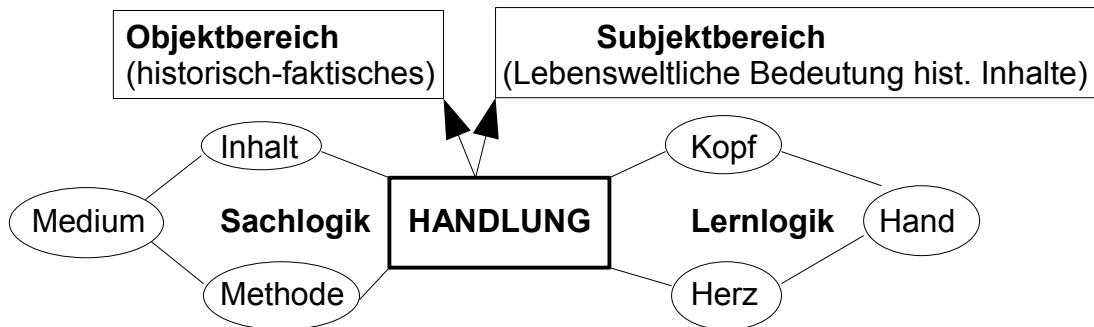 Objektbereich
(historisch-faktisches)
Subjektbereich
(Lebensweltliche Bedeutung hist. Inhalte)
Inhalt
Kopf
Medium
Sachlogik
HANDLUNG
Lernlogik
Hand
Methode
Herz